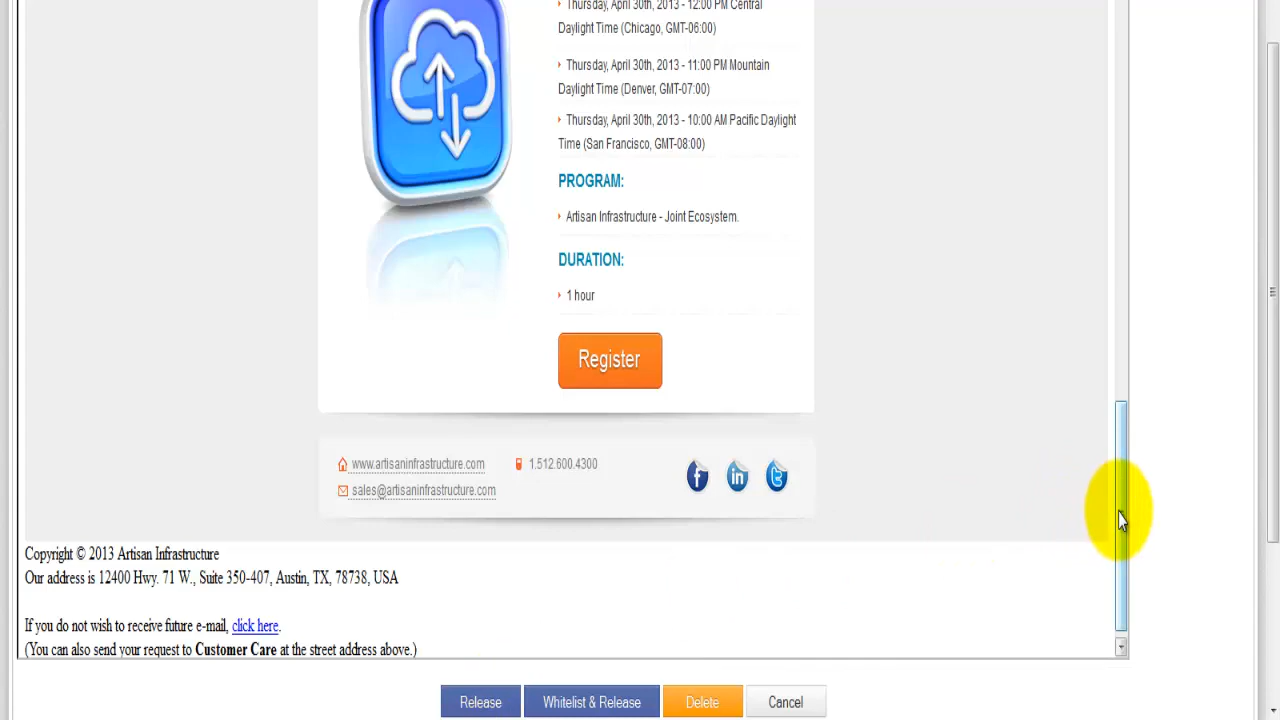 Thursday, April 30th, 2013 - 12:00 PM Central
Daylight Time (Chicago, GMT-06:00)
Thursday, April 30th, 2013 - 11:00 PM Mountain
Daylight Time (Denver, GMT-07:00)
Thursday, April 30th, 2013 - 10:00 AM Pacific Daylight
Time (San Francisco, GMT-08:00)
PROGRAM:
Artisan Infrastructure - Joint Ecosystem.
DURATION:
1 hour
Register
www.artisaninfrastructure.com 1.512.600.4300
sales@artisaninfrastructure.com
f in t
Copyright © 2013 Artisan Infrastructure
Our address is 12400 Hwy. 71 W., Suite 350-407, Austin, TX, 78738, USA
If you do not wish to receive future e-mail, click here.
(You can also send your request to Customer Care at the street address above.)
Release Whitelist & Release Delete Cancel